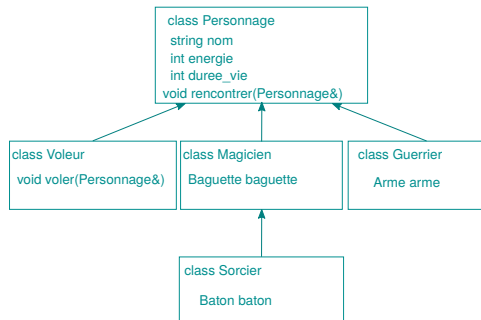 class Personnage
string nom
int energie
int duree_vie
void rencontrer(Personnage&)
class Voleur
void voler(Personnage&)
class Magicien
Baguette baguette
class Guerrier
Arme arme
class Sorcier
Baton baton